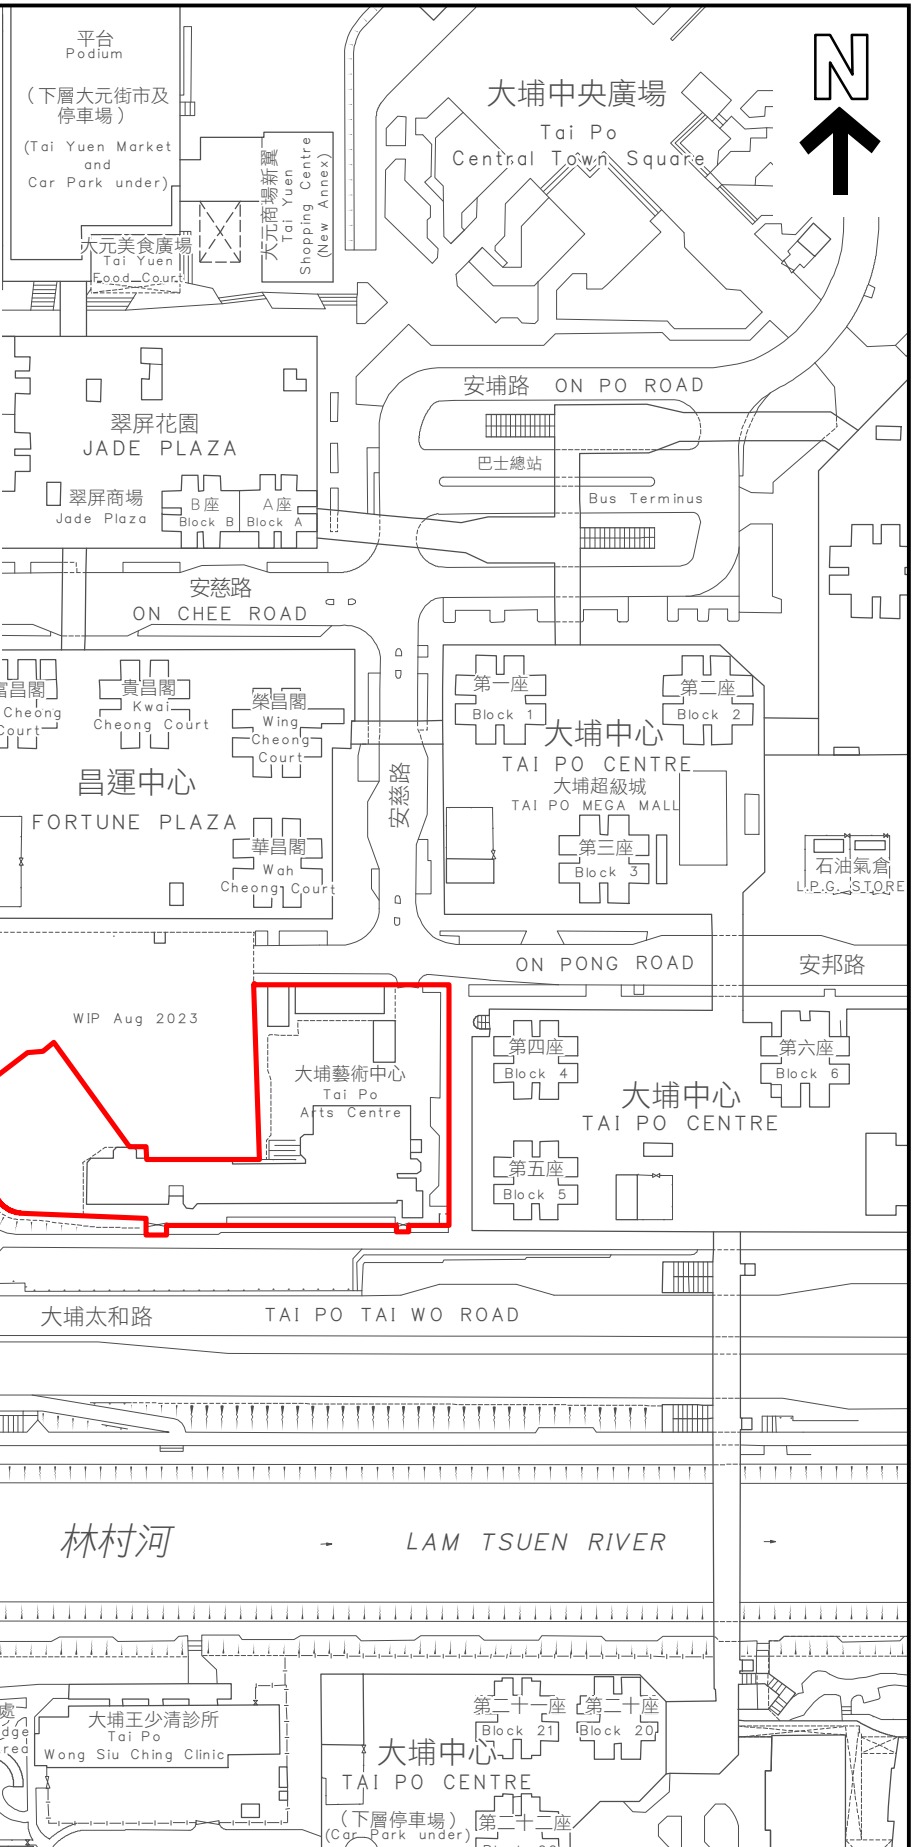 平台
Podium
（下層大元街市及
停車場）
(Tai Yuen Market
and
Car Park under)
大元商場新翼
Tai Yuen
Shopping Centre
(New Annex)
大元美食廣場
Tai Yuen
Food Court
大埔中央廣場
Tai Po
Central Town Square
N
翠屏花園
JADE PLAZA
翠屏商場
Jade Plaza
B座
Block B
A座
Block A
安埔路 ON PO ROAD
巴士總站
Bus Terminus
安慈路
ON CHEE ROAD
富昌閣
Cheong
Court
貴昌閣
Kwai
Cheong Court
榮昌閣
Wing
Cheong
Court
昌運中心
FORTUNE PLAZA
華昌閣
Wah
Cheong Court
安慈路
第一座
Block 1
第二座
Block 2
大埔中心
TAI PO CENTRE
大埔超級城
TAI PO MEGA MALL
第三座
Block 3
石油氣倉
L.P.G. STORE
ON PONG ROAD 安邦路
WIP Aug 2023
大埔藝術中心
Tai Po
Arts Centre
第四座
Block 4
第六座
Block 6
大埔中心
TAI PO CENTRE
第五座
Block 5
大埔太和路 TAI PO TAI WO ROAD
林村河 LAM TSUEN RIVER
處
大埔王少清診所
Tai Po
Wong Siu Ching Clinic
第二十一座
Block 21
第二十座
Block 20
大埔中心
TAI PO CENTRE
（下層停車場）
(Car Park under)
第二十二座